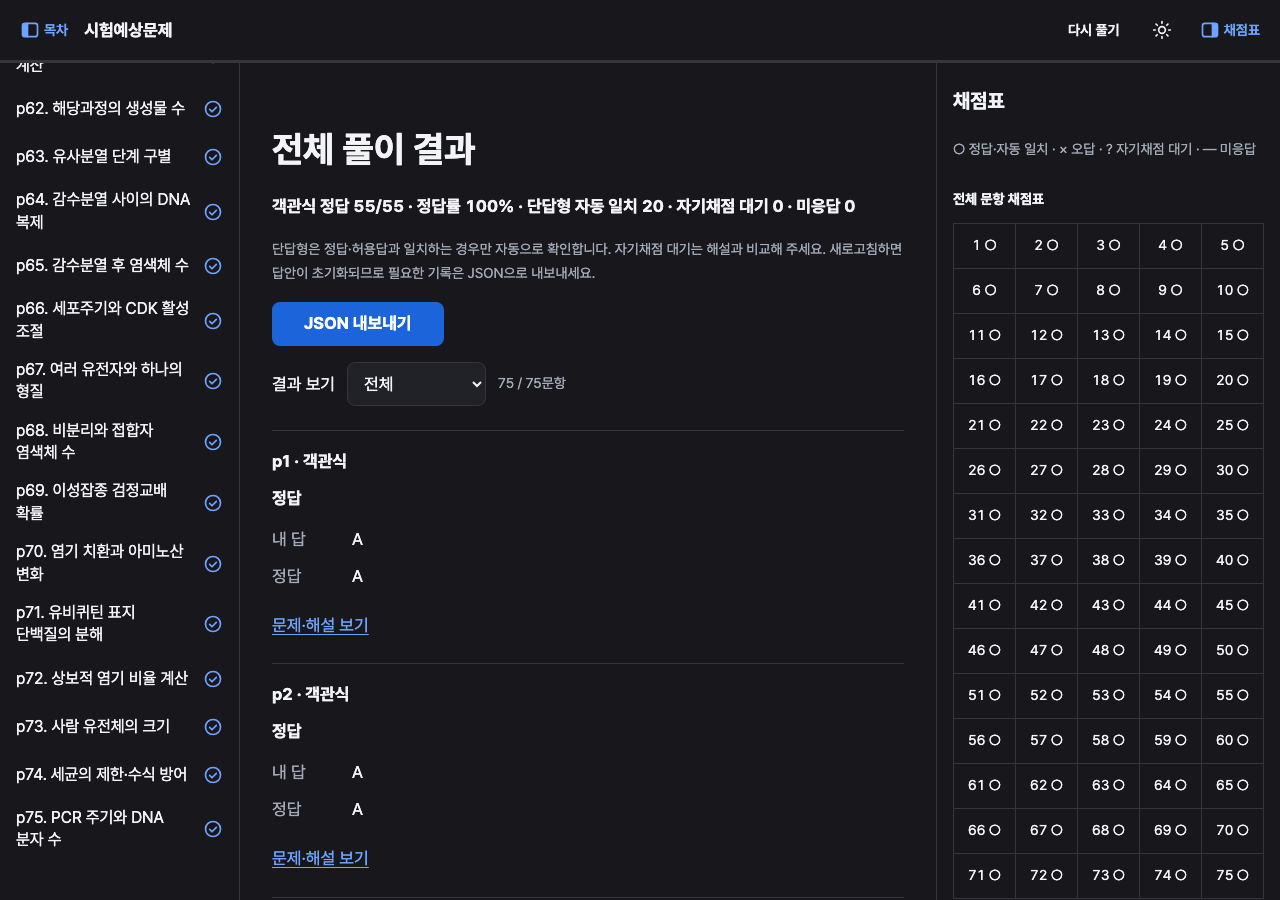 목차
시험예상문제
다시 풀기
채점표
계산
p62. 해당과정의 생성물 수
p63. 유사분열 단계 구별
p64. 감수분열 사이의 DNA
복제
p65. 감수분열 후 염색체 수
p66. 세포주기와 CDK 활성
조절
p67. 여러 유전자와 하나의
형질
p68. 비분리와 접합자
염색체 수
p69. 이성잡종 검정교배
확률
p70. 염기 치환과 아미노산
변화
p71. 유비퀴틴 표지
단백질의 분해
p72. 상보적 염기 비율 계산
p73. 사람 유전체의 크기
p74. 세균의 제한·수식 방어
p75. PCR 주기와 DNA
분자 수
전체 풀이 결과
객관식 정답 55/55 · 정답률 100% · 단답형 자동 일치 20 · 자기채점 대기 0 · 미응답 0
단답형은 정답·허용답과 일치하는 경우만 자동으로 확인합니다. 자기채점 대기는 해설과 비교해 주세요. 새로고침하면
답안이 초기화되므로 필요한 기록은 JSON으로 내보내세요.
JSON 내보내기
결과 보기 전체 75 / 75문항
p1 · 객관식
정답
내 답 A
정답 A
문제·해설 보기
p2 · 객관식
정답
내 답 A
정답 A
문제·해설 보기
채점표
○ 정답·자동 일치 · × 오답 · ? 자기채점 대기 · — 미응답
전체 문항 채점표
1 ○ 2 ○ 3 ○ 4 ○ 5 ○
6 ○ 7 ○ 8 ○ 9 ○ 10 ○
11 ○ 12 ○ 13 ○ 14 ○ 15 ○
16 ○ 17 ○ 18 ○ 19 ○ 20 ○
21 ○ 22 ○ 23 ○ 24 ○ 25 ○
26 ○ 27 ○ 28 ○ 29 ○ 30 ○
31 ○ 32 ○ 33 ○ 34 ○ 35 ○
36 ○ 37 ○ 38 ○ 39 ○ 40 ○
41 ○ 42 ○ 43 ○ 44 ○ 45 ○
46 ○ 47 ○ 48 ○ 49 ○ 50 ○
51 ○ 52 ○ 53 ○ 54 ○ 55 ○
56 ○ 57 ○ 58 ○ 59 ○ 60 ○
61 ○ 62 ○ 63 ○ 64 ○ 65 ○
66 ○ 67 ○ 68 ○ 69 ○ 70 ○
71 ○ 72 ○ 73 ○ 74 ○ 75 ○